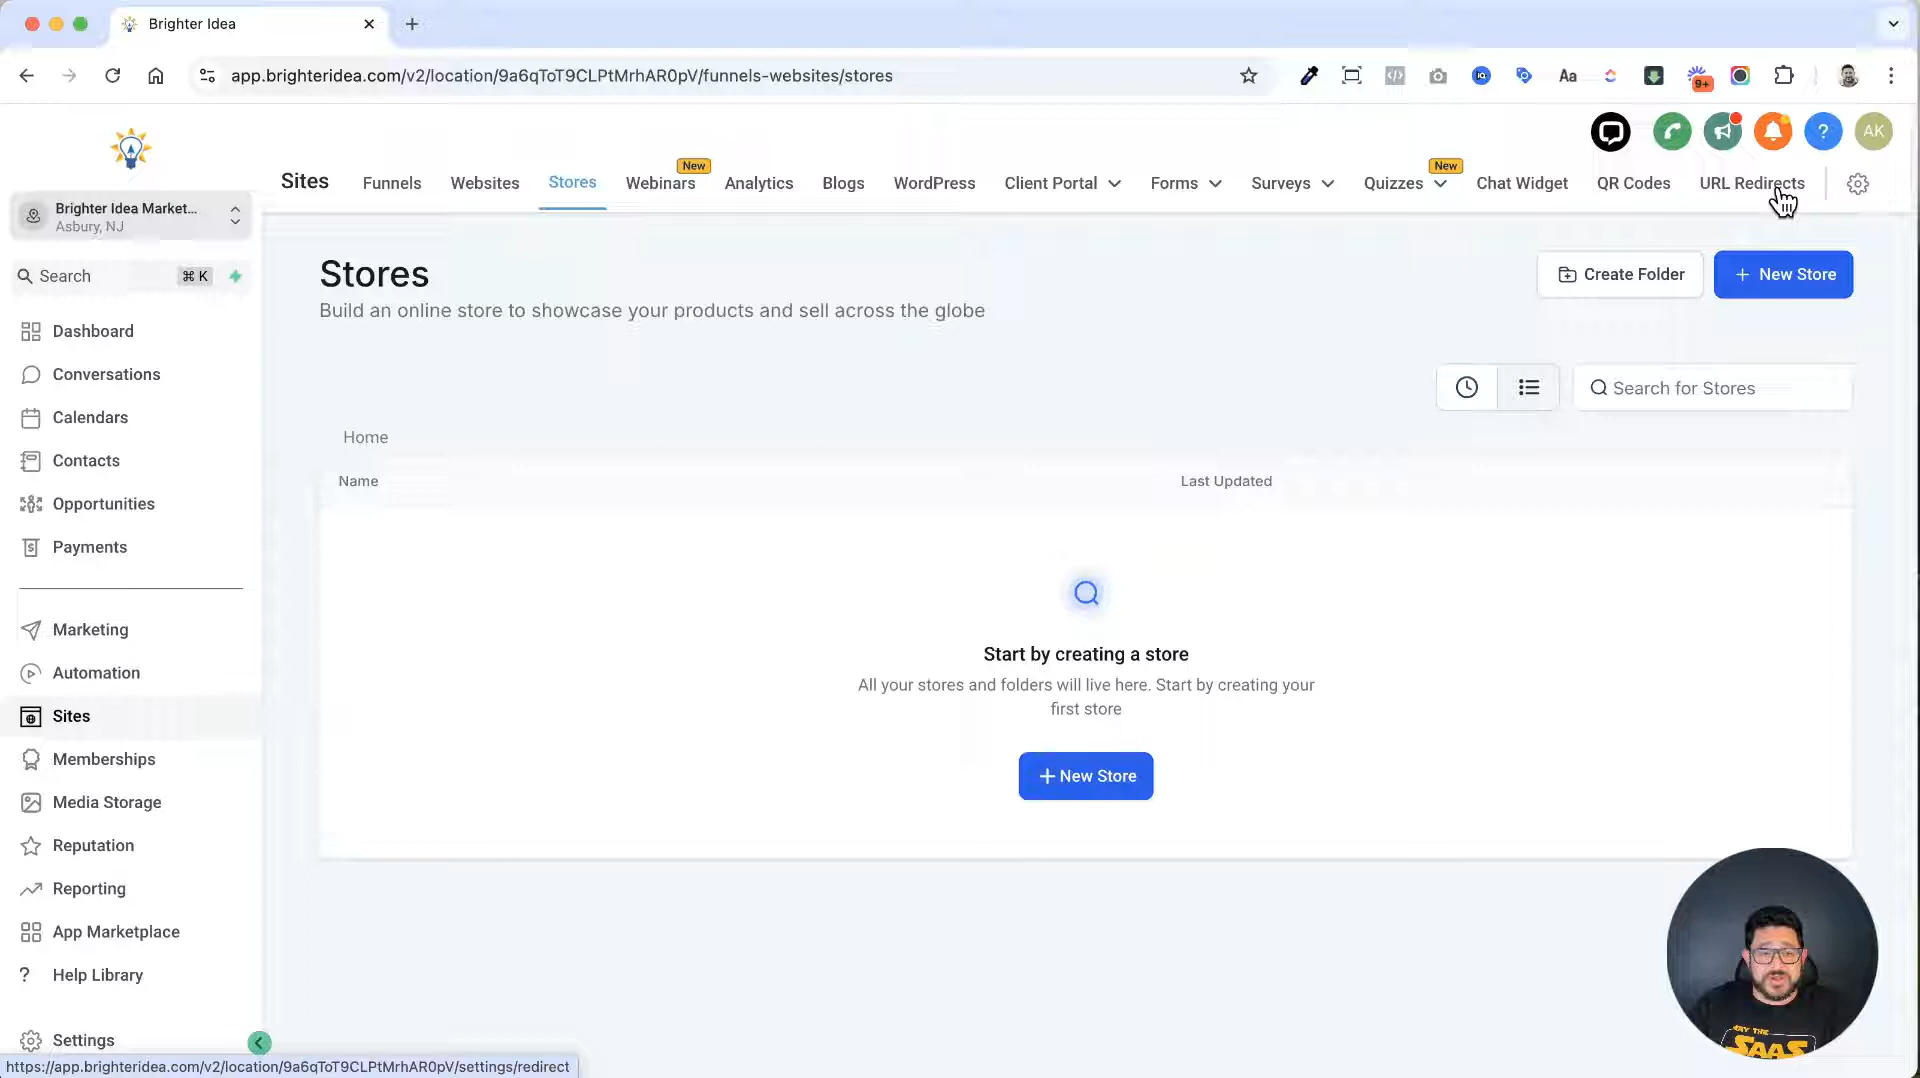 Brighter Idea
app.brighteridea.com/v2/location/9a6qToT9CLPtMrhAR0pV/funnels-websites/stores
Aa
9+
AK
Sites
Funnels
Websites
Stores
Webinars
New
Analytics
Blogs
WordPress
Client Portal
Forms
Surveys
Quizzes
New
Chat Widget
QR Codes
URL Redirects
Brighter Idea Market...
Asbury, NJ
Search
⌘ K
Dashboard
Conversations
Calendars
Contacts
Opportunities
Payments
Marketing
Automation
Sites
Memberships
Media Storage
Reputation
Reporting
App Marketplace
? Help Library
Settings
Stores
Build an online store to showcase your products and sell across the globe
Create Folder
+ New Store
Search for Stores
Home
Name
Last Updated
Start by creating a store
All your stores and folders will live here. Start by creating your
first store
+ New Store
THE
SAAS
https://app.brighteridea.com/v2/location/9a6qToT9CLPtMrhAR0pV/settings/redirect